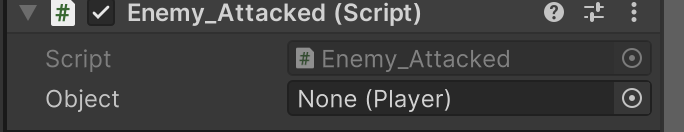 Enemy_Attacked (Script)
Script Enemy_Attacked
Object None (Player)